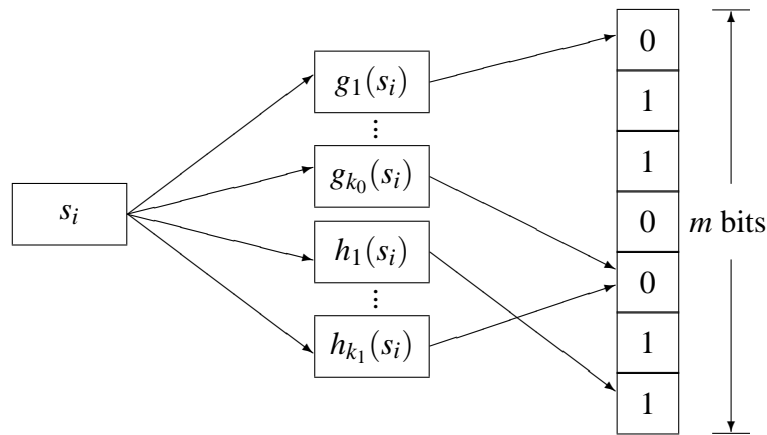 s_i
g_1(s_i)
⋮
g_{k_0}(s_i)
h_1(s_i)
⋮
h_{k_1}(s_i)
0
1
1
0
0
1
1
m bits